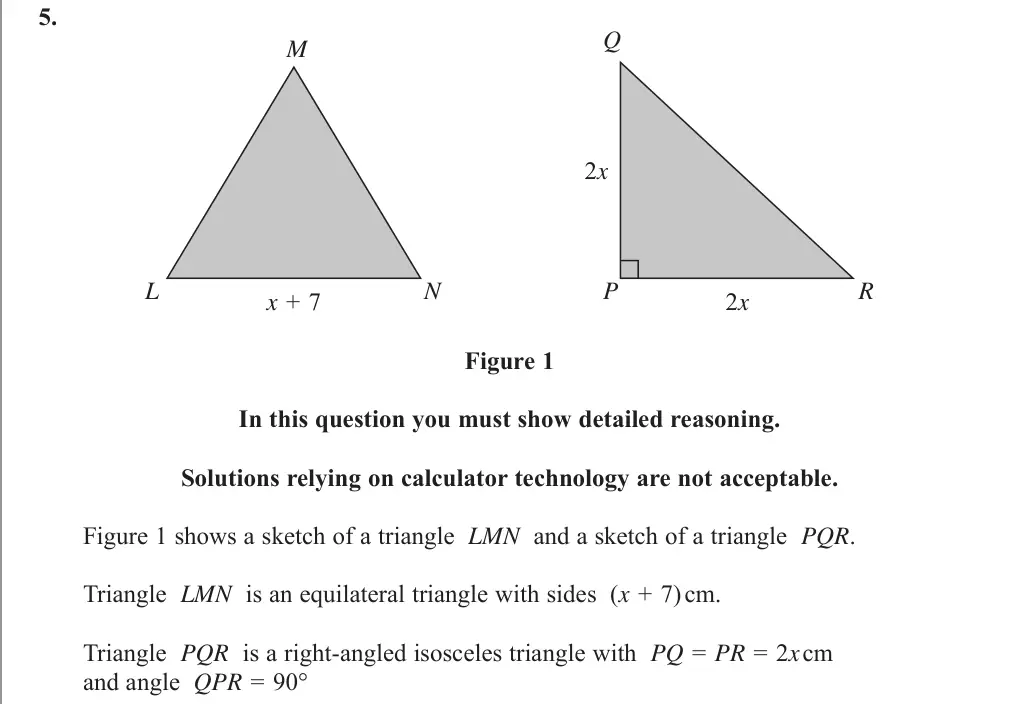 5.
M
Q
2x
L
x + 7
N
P
2x
R
Figure 1
In this question you must show detailed reasoning.
Solutions relying on calculator technology are not acceptable.
Figure 1 shows a sketch of a triangle LMN and a sketch of a triangle PQR.
Triangle LMN is an equilateral triangle with sides (x + 7) cm.
Triangle PQR is a right-angled isosceles triangle with PQ = PR = 2x cm
and angle QPR = 90°